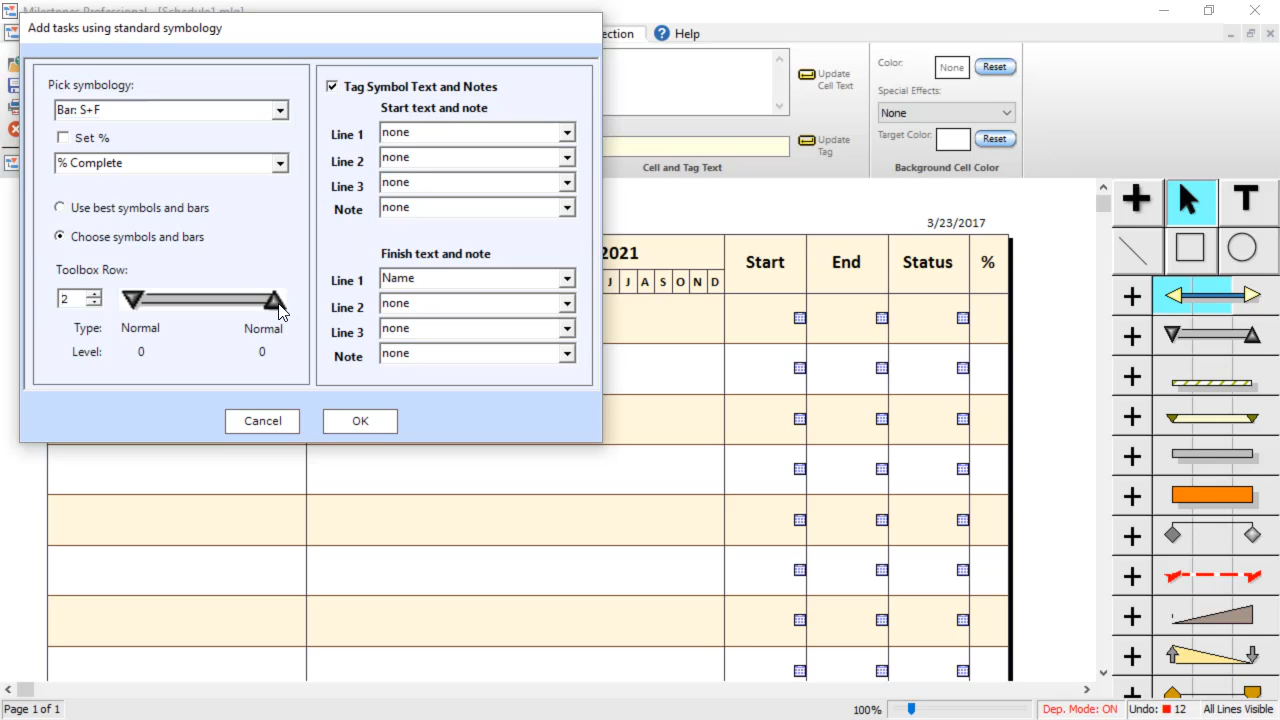 Milestones Professional - [Schedule1.mlg]
Add tasks using standard symbology
ection
Help
Pick symbology:
Bar: S+F
Set %
% Complete
Use best symbols and bars
Choose symbols and bars
Toolbox Row:
2
Type: Normal Normal
Level: 0 0
Tag Symbol Text and Notes
Start text and note
Line 1 none
Line 2 none
Line 3 none
Note none
Finish text and note
Line 1 Name
Line 2 none
Line 3 none
Note none
Cancel OK
Update
Cell Text
Update
Tag
Cell and Tag Text
Color: None Reset
Special Effects:
None
Target Color: Reset
Background Cell Color
3/23/2017
2021 Start End Status %
J J A S O N D
T
Page 1 of 1
100%
Dep. Mode: ON
Undo: 12
All Lines Visible